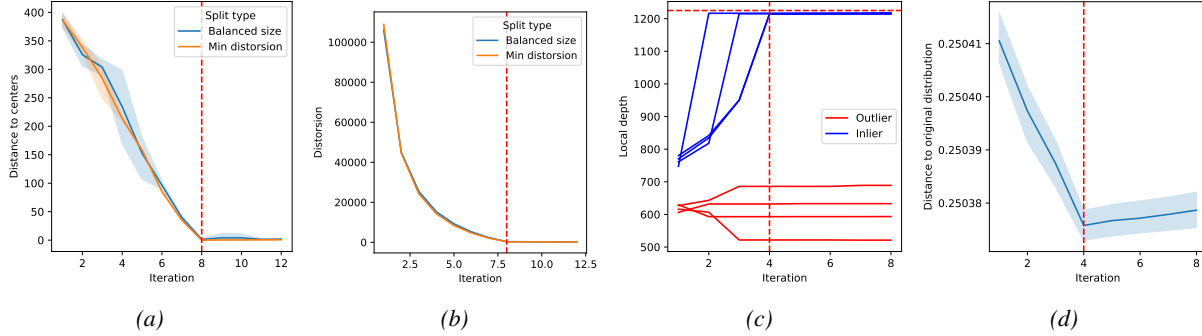 Distance to centers
400
350
300
250
200
150
100
50
0
2
4
6
8
10
12
Iteration
Split type
Balanced size
Min distorsion
(a)
Distorsion
100000
80000
60000
40000
20000
0
2.5
5.0
7.5
10.0
12.5
Iteration
Split type
Balanced size
Min distorsion
(b)
Local depth
1200
1100
1000
900
800
700
600
500
2
4
6
8
Iteration
Outlier
Inlier
(c)
Distance to original distribution
0.25041
0.25040
0.25039
0.25038
2
4
6
8
Iteration
(d)